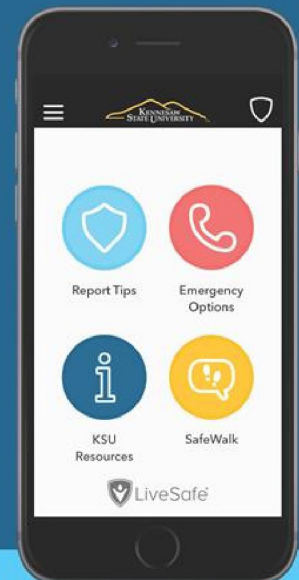 KENNESAW
STATE UNIVERSITY
Report Tips
Emergency
Options
KSU
Resources
SafeWalk
LiveSafe